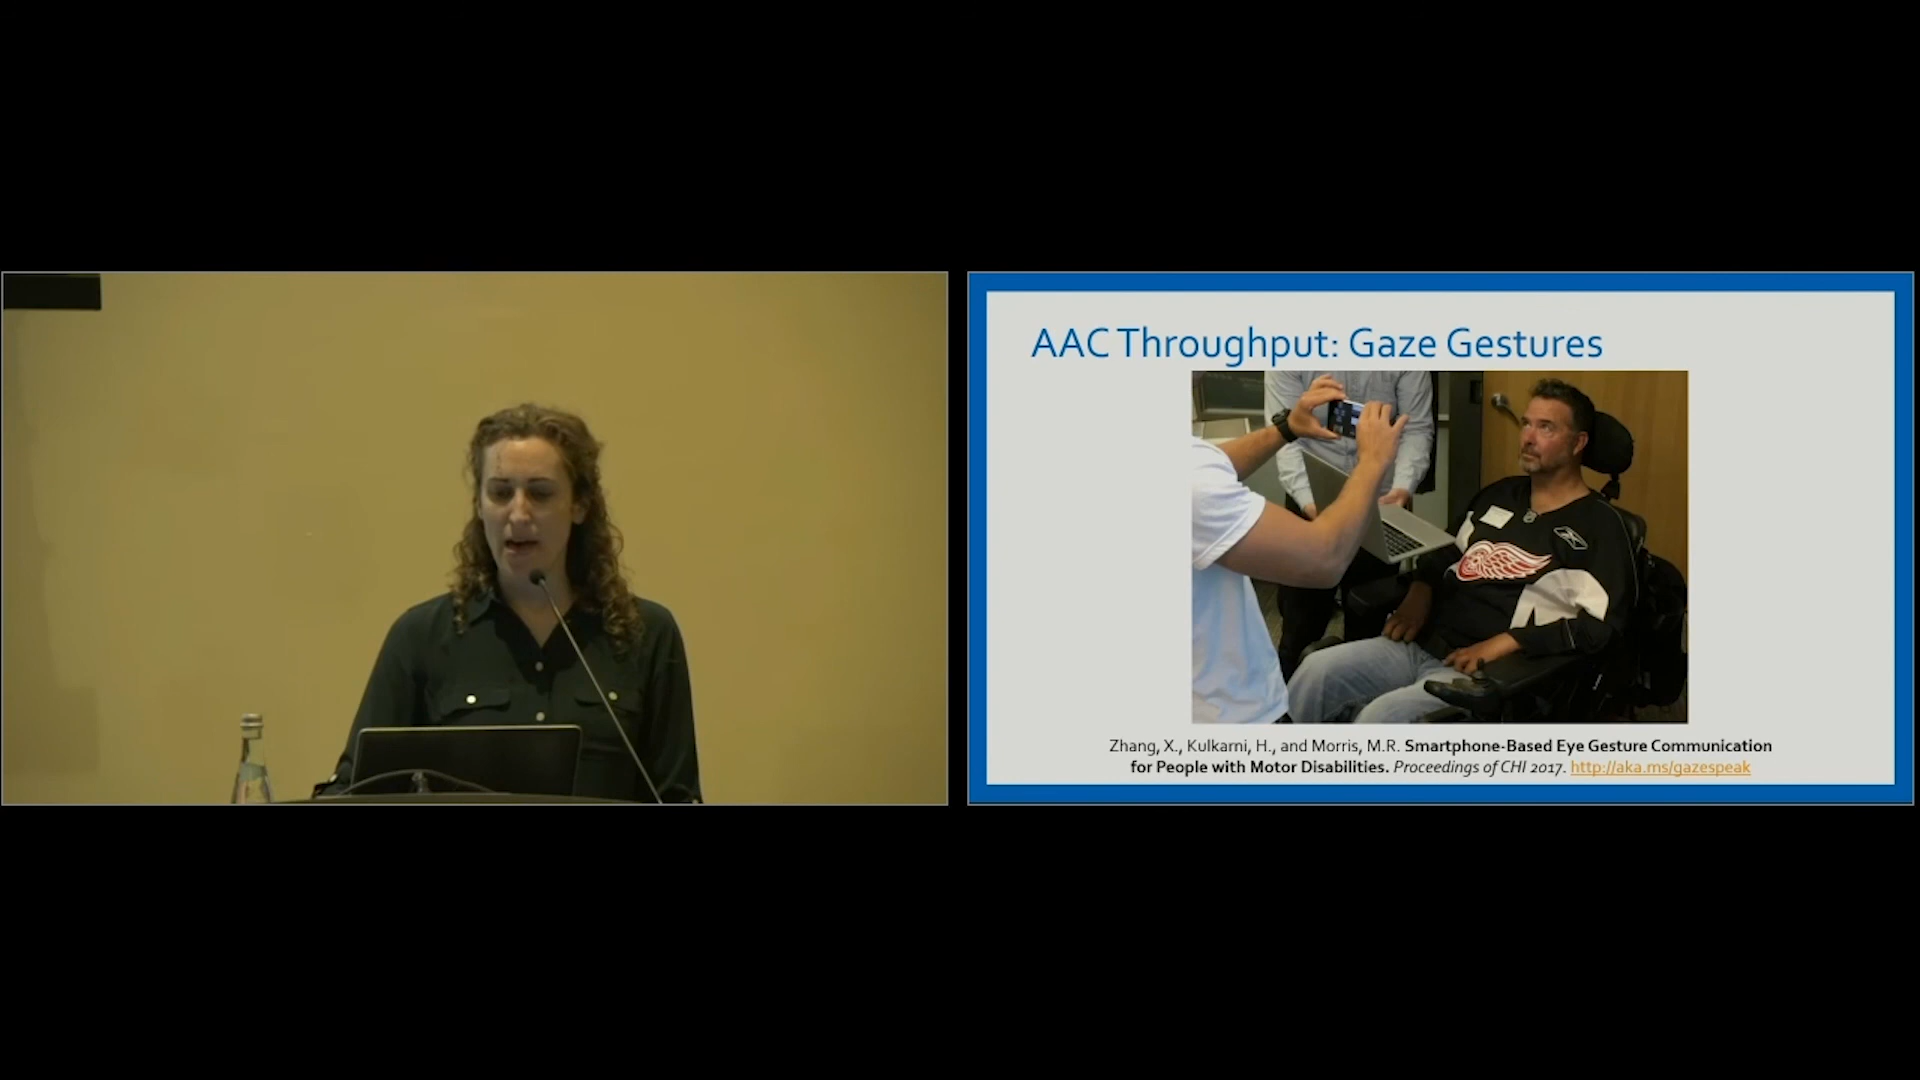 AAC Throughput: Gaze Gestures
Zhang, X., Kulkarni, H., and Morris, M.R. Smartphone-Based Eye Gesture Communication
for People with Motor Disabilities. Proceedings of CHI 2017. http://aka.ms/gazespeak